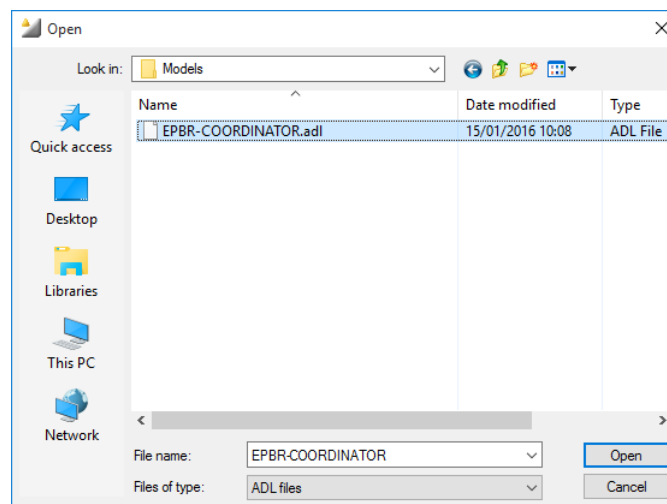 Open
Look in: Models
Name Date modified Type
EPBR-COORDINATOR.adl 15/01/2016 10:08 ADL File
Quick access
Desktop
Libraries
This PC
Network
File name: EPBR-COORDINATOR Open
Files of type: ADL files Cancel